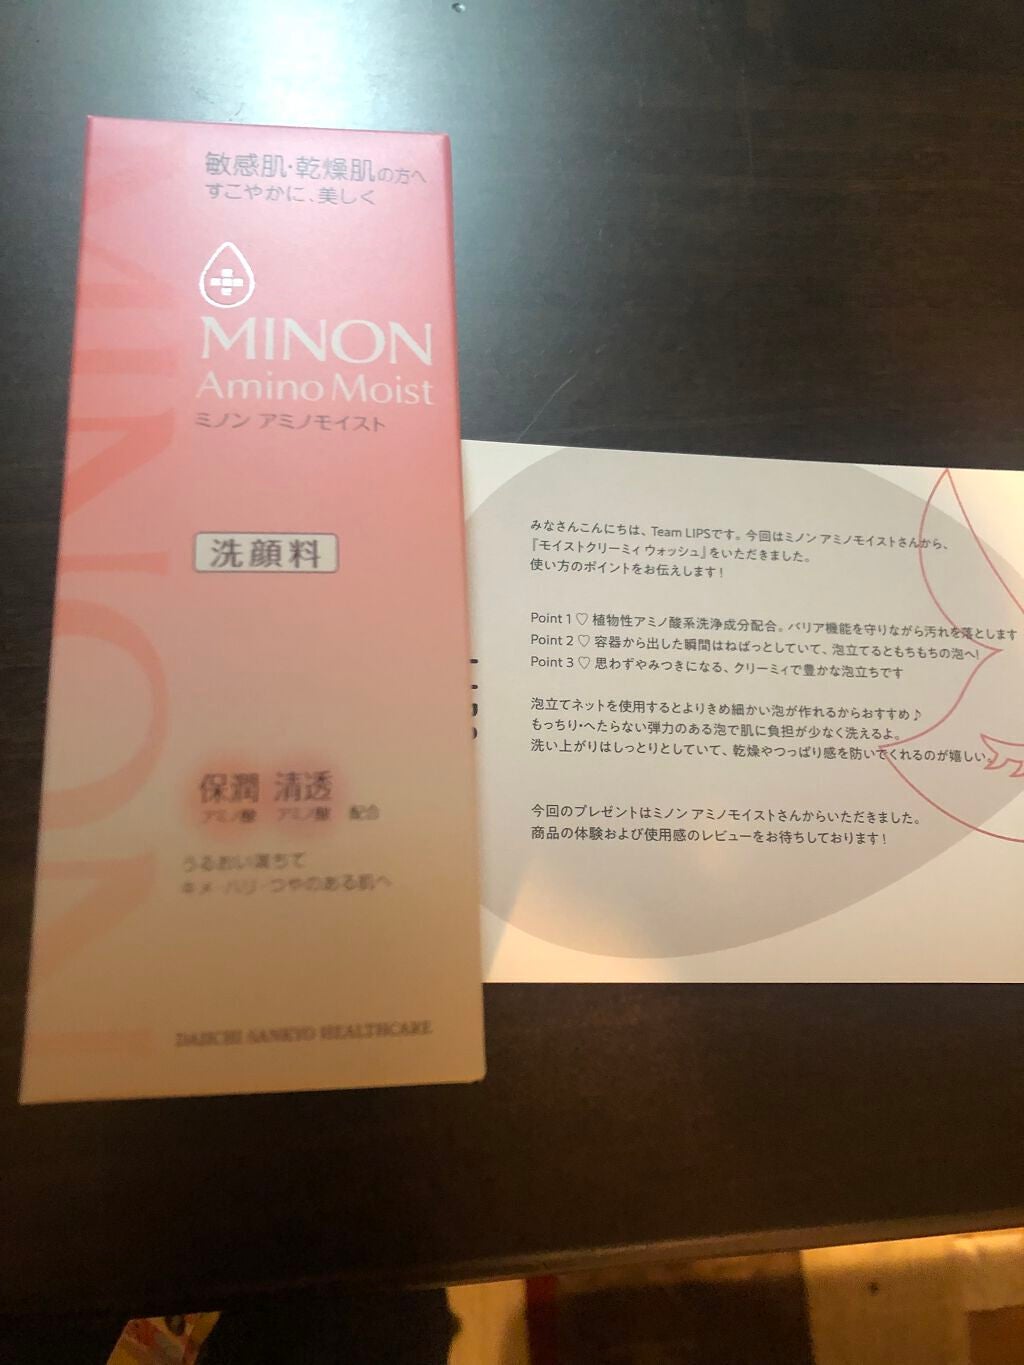 敏感肌・乾燥肌の方へ
すこやかに、美しく
MINON
Amino Moist
ミノン アミノモイスト
洗顔料
保潤 清透
アミノ酸 アミノ酸 配合
うるおい満ちて
キメ・ハリ・つやのある肌へ
DAIICHI SANKYO HEALTHCARE
MINON
みなさんこんにちは、Team LIPSです。今回はミノン アミノモイストさんから、
『モイストクリーミィ ウォッシュ』をいただきました。
使い方のポイントをお伝えします！
Point 1 ♡ 植物性アミノ酸系洗浄成分配合。バリア機能を守りながら汚れを落とします
Point 2 ♡ 容器から出した瞬間はねばっとしていて、泡立てるともちもちの泡へ!
Point 3 ♡ 思わずやみつきになる、クリーミィで豊かな泡立ちです
泡立てネットを使用するとよりきめ細かい泡が作れるからおすすめ♪
もっちり・へたらない弾力のある泡で肌に負担が少なく洗えるよ。
洗い上がりはしっとりとしていて、乾燥やつっぱり感を防いでくれるのが嬉しい。
今回のプレゼントはミノン アミノモイストさんからいただきました。
商品の体験および使用感のレビューをお待ちしております！